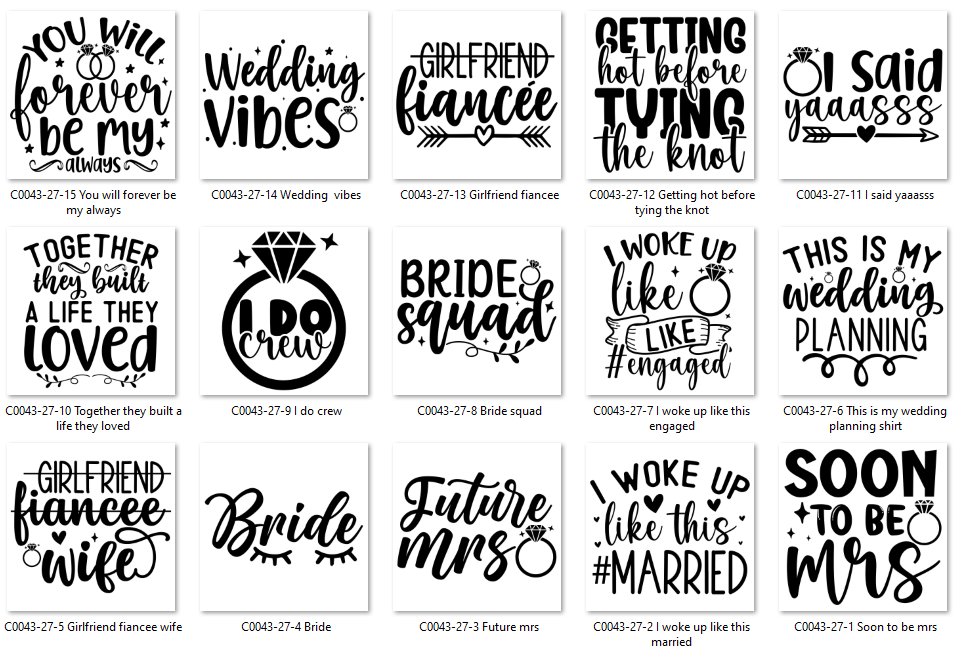 YOU WILL
forever
be my
always
C0043-27-15 You will forever be
my always
Wedding
vibes
C0043-27-14 Wedding  vibes
GIRLFRIEND
fiancée
C0043-27-13 Girlfriend fiancee
GETTING
hot before
TYING
the knot
C0043-27-12 Getting hot before
tying the knot
I said
yaaasss
C0043-27-11 I said yaaasss
TOGETHER
they built
A LIFE THEY
loved
C0043-27-10 Together they built a
life they loved
I DO
crew
C0043-27-9 I do crew
BRIDE
squad
C0043-27-8 Bride squad
I WOKE UP
like
LIKE
#engaged
C0043-27-7 I woke up like this
engaged
THIS IS MY
wedding
PLANNING
C0043-27-6 This is my wedding
planning shirt
GIRLFRIEND
fiancee
wife
C0043-27-5 Girlfriend fiancee wife
Bride
C0043-27-4 Bride
Future
mrs
C0043-27-3 Future mrs
I WOKE UP
like this
#MARRIED
C0043-27-2 I woke up like this
married
SOON
TO BE
mrs
C0043-27-1 Soon to be mrs